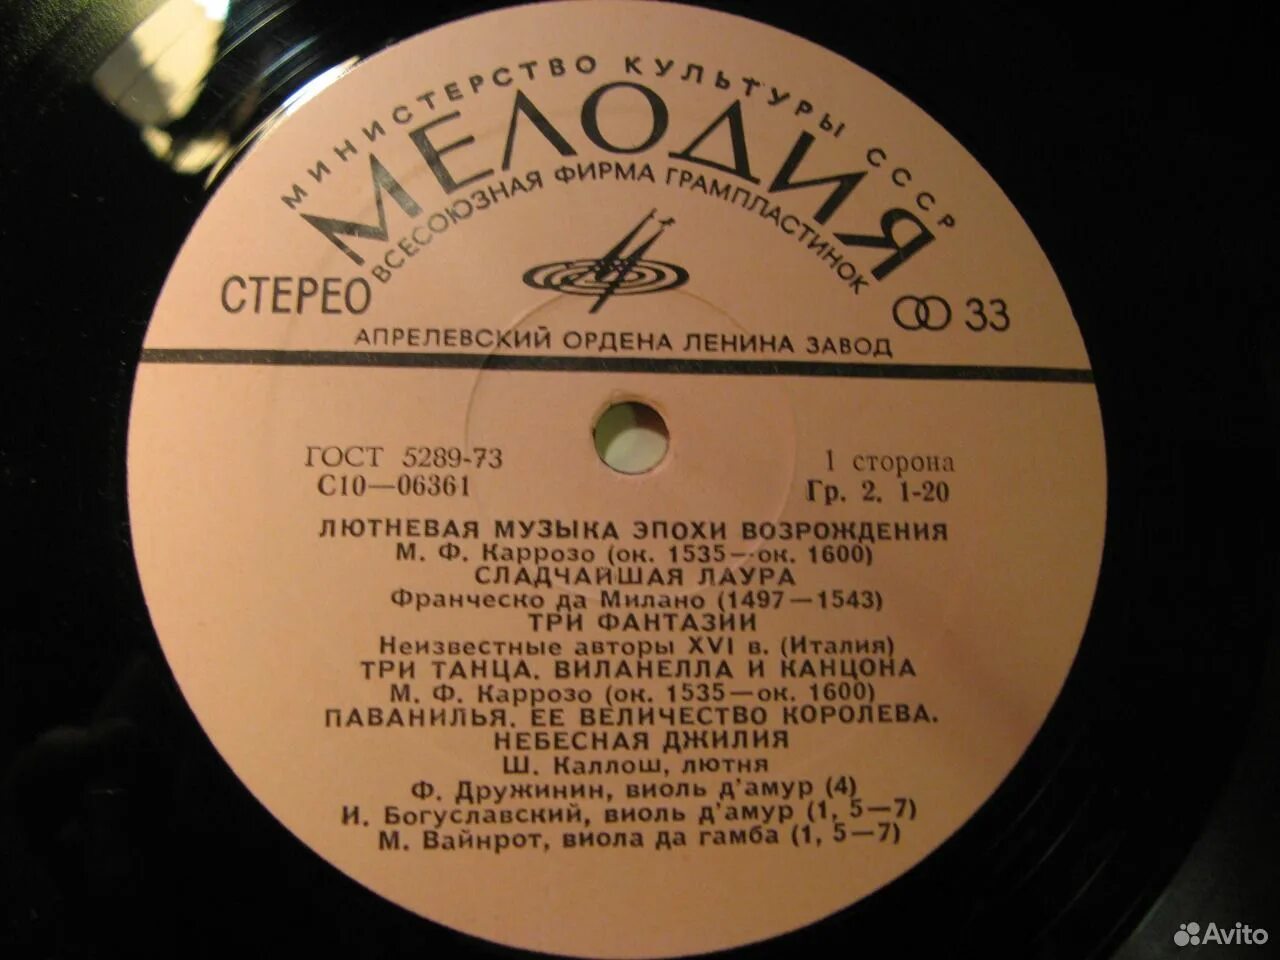 МИНИСТЕРСТВО КУЛЬТУРЫ СССР
МЕЛОДИЯ
ВСЕСОЮЗНАЯ ФИРМА ГРАМПЛАСТИНОК
СТЕРЕО
33
АПРЕЛЕВСКИЙ ОРДЕНА ЛЕНИНА ЗАВОД
ГОСТ 5289-73
1 сторона
С10—06361
Гр. 2. 1-20
ЛЮТНЕВАЯ МУЗЫКА ЭПОХИ ВОЗРОЖДЕНИЯ
М. Ф. Каррозо (ок. 1535—ок. 1600)
СЛАДЧАЙШАЯ ЛАУРА
Франческо да Милано (1497—1543)
ТРИ ФАНТАЗИИ
Неизвестные авторы XVI в. (Италия)
ТРИ ТАНЦА. ВИЛАНЕЛЛА И КАНЦОНА
М. Ф. Каррозо (ок. 1535—ок. 1600)
ПАВАНИЛЬЯ. ЕЕ ВЕЛИЧЕСТВО КОРОЛЕВА.
НЕБЕСНАЯ ДЖИЛИЯ
Ш. Каллош, лютня
Ф. Дружинин, виоль д'амур (4)
И. Богуславский, виоль д'амур (1, 5—7)
М. Вайнрот, виола да гамба (1, 5—7)
Avito